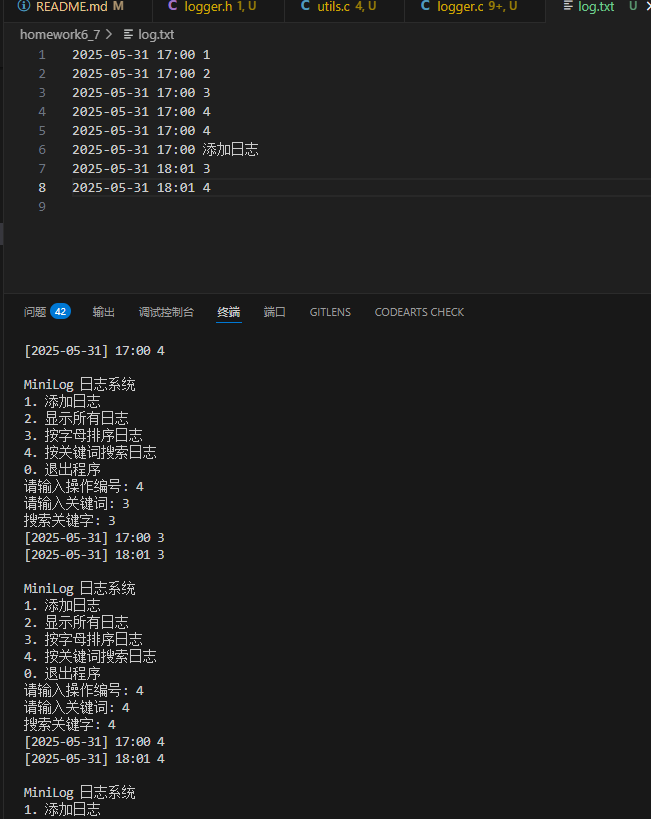 README.md M logger.h 1, U utils.c 4, U logger.c 9+, U log.txt U
homework6_7 > log.txt
1 2025-05-31 17:00 1
2 2025-05-31 17:00 2
3 2025-05-31 17:00 3
4 2025-05-31 17:00 4
5 2025-05-31 17:00 4
6 2025-05-31 17:00 添加日志
7 2025-05-31 18:01 3
8 2025-05-31 18:01 4
9
问题 42 输出 调试控制台 终端 端口 GITLENS CODEARTS CHECK
[2025-05-31] 17:00 4
MiniLog 日志系统
1. 添加日志
2. 显示所有日志
3. 按字母排序日志
4. 按关键词搜索日志
0. 退出程序
请输入操作编号: 4
请输入关键词: 3
搜索关键字: 3
[2025-05-31] 17:00 3
[2025-05-31] 18:01 3
MiniLog 日志系统
1. 添加日志
2. 显示所有日志
3. 按字母排序日志
4. 按关键词搜索日志
0. 退出程序
请输入操作编号: 4
请输入关键词: 4
搜索关键字: 4
[2025-05-31] 17:00 4
[2025-05-31] 18:01 4
MiniLog 日志系统
1. 添加日志